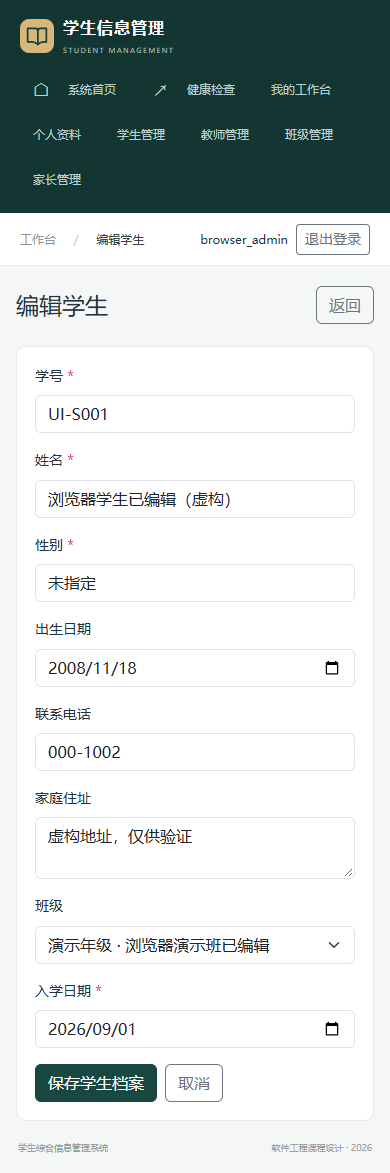 学生信息管理
STUDENT MANAGEMENT
系统首页 健康检查 我的工作台
个人资料 学生管理 教师管理 班级管理
家长管理
工作台 / 编辑学生 browser_admin 退出登录
编辑学生 返回
学号 *
UI-S001
姓名 *
浏览器学生已编辑（虚构）
性别 *
未指定
出生日期
2008/11/18
联系电话
000-1002
家庭住址
虚构地址，仅供验证
班级
演示年级 · 浏览器演示班已编辑
入学日期 *
2026/09/01
保存学生档案 取消
学生综合信息管理系统 软件工程课程设计 · 2026